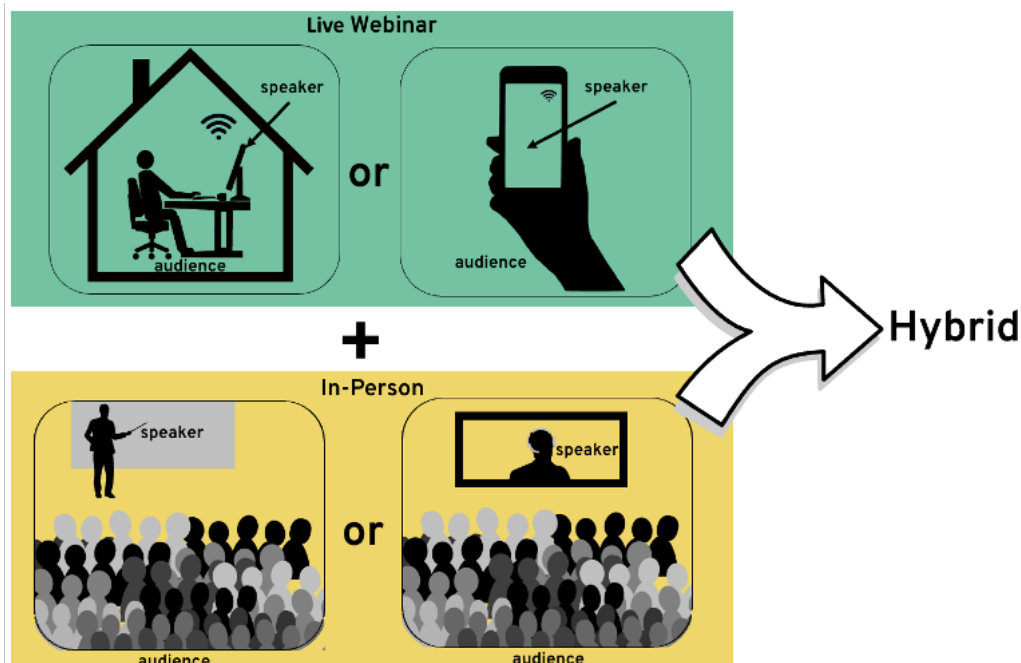 Live Webinar
speaker
speaker
or
audience
audience
+
Hybrid
In-Person
speaker
speaker
or
audience
audience